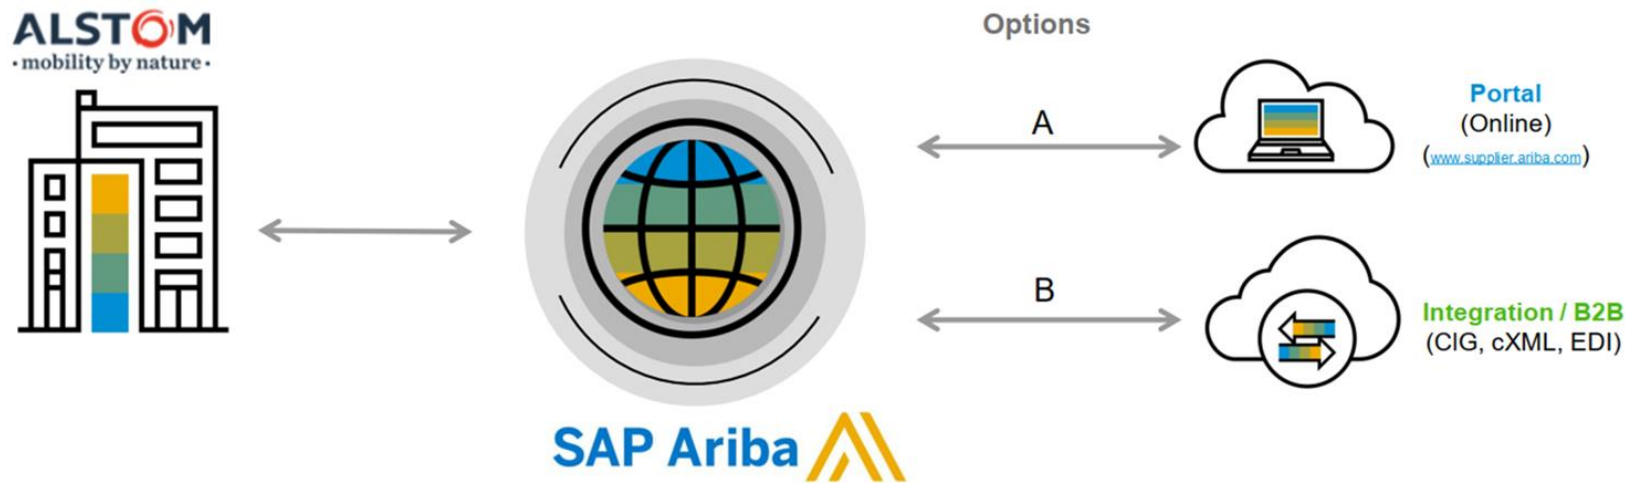 ALSTOM
• mobility by nature •
Options
A
Portal
(Online)
(www.supplier.ariba.com)
B
Integration / B2B
(CIG, cXML, EDI)
SAP Ariba